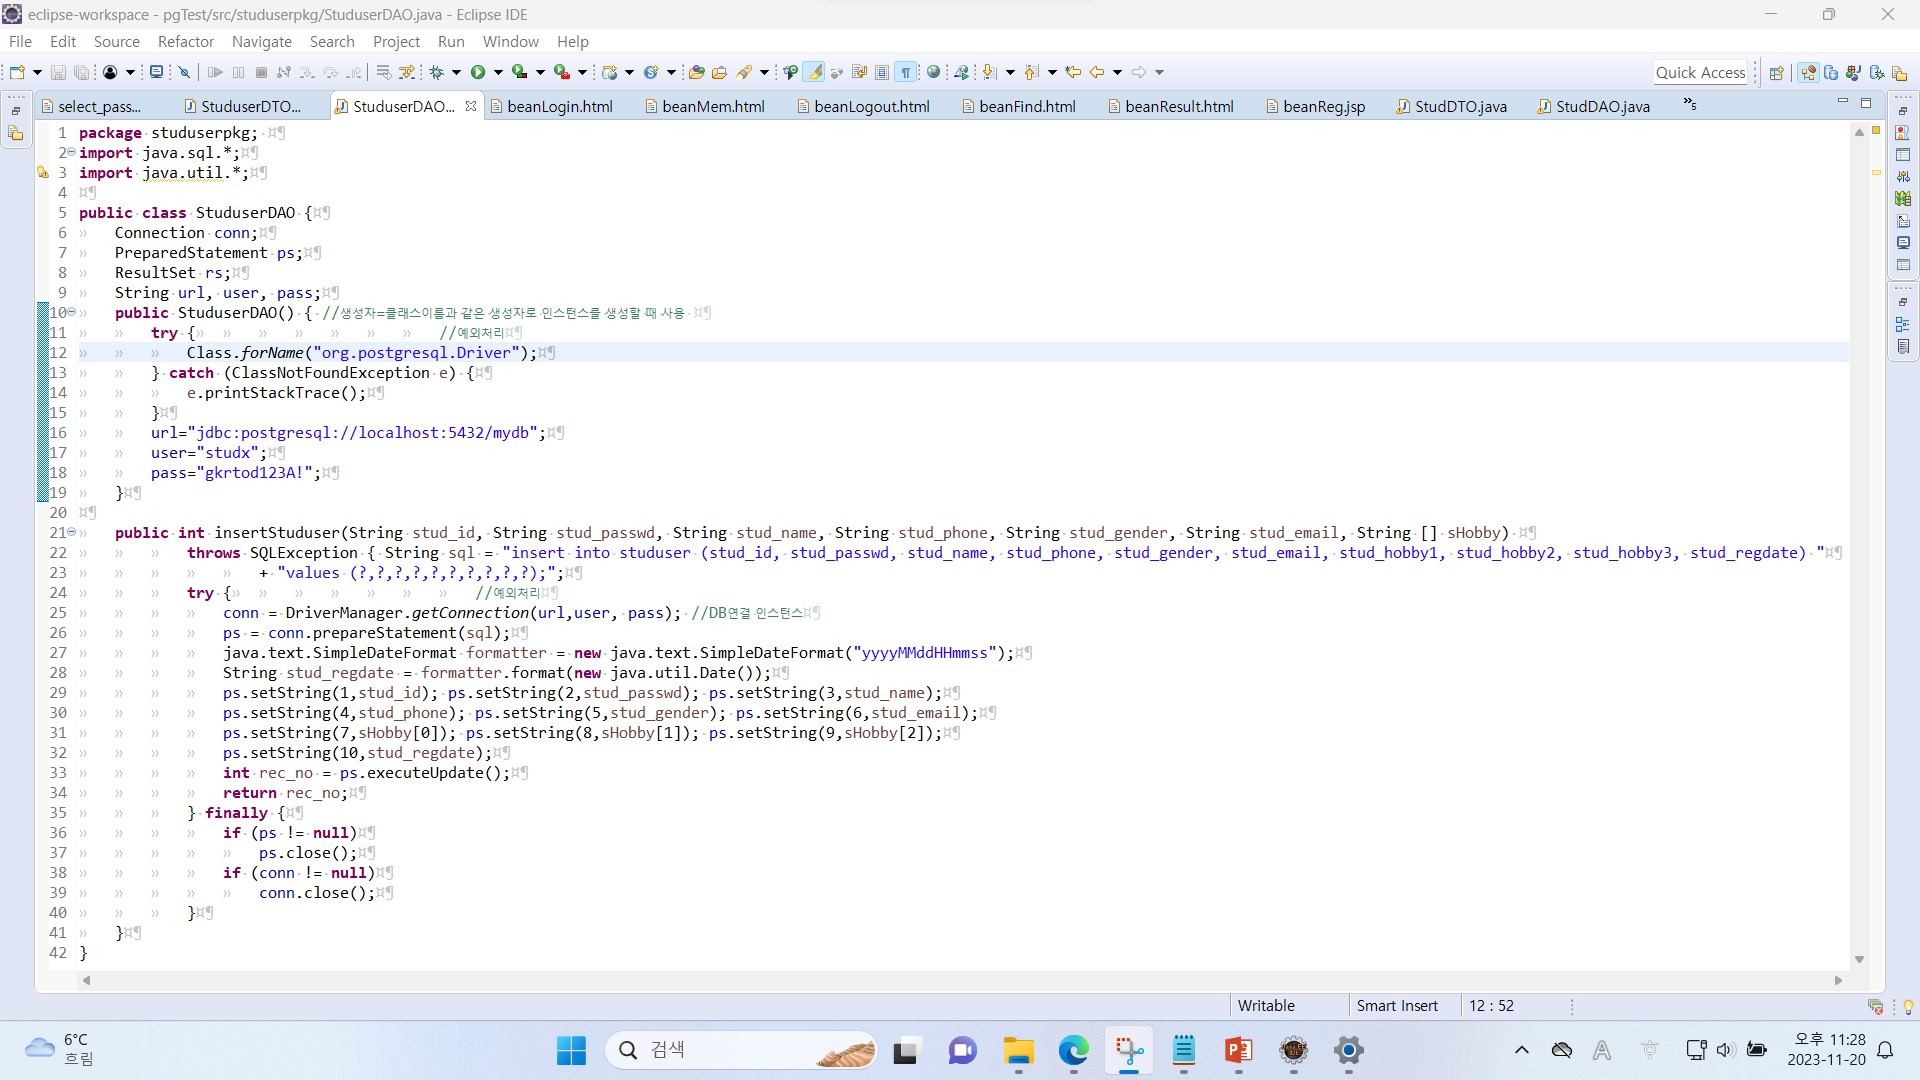 eclipse-workspace - pgTest/src/studuserpkg/StuduserDAO.java - Eclipse IDE
File Edit Source Refactor Navigate Search Project Run Window Help
Quick Access
select_pass... StuduserDTO... StuduserDAO... beanLogin.html beanMem.html beanLogout.html beanFind.html beanResult.html beanReg.jsp StudDTO.java StudDAO.java »5
1 package studuserpkg;
2 import java.sql.*;
3 import java.util.*;
4
5 public class StuduserDAO {
6 Connection conn;
7 PreparedStatement ps;
8 ResultSet rs;
9 String url, user, pass;
10 public StuduserDAO() { //생성자=클래스이름과 같은 생성자로 인스턴스를 생성할 때 사용
11 try { //예외처리
12 Class.forName("org.postgresql.Driver");
13 } catch (ClassNotFoundException e) {
14 e.printStackTrace();
15 }
16 url="jdbc:postgresql://localhost:5432/mydb";
17 user="studx";
18 pass="gkrtod123A!";
19 }
20
21 public int insertStuduser(String stud_id, String stud_passwd, String stud_name, String stud_phone, String stud_gender, String stud_email, String [] sHobby)
22 throws SQLException { String sql = "insert into studuser (stud_id, stud_passwd, stud_name, stud_phone, stud_gender, stud_email, stud_hobby1, stud_hobby2, stud_hobby3, stud_regdate) "
23 + "values (?,?,?,?,?,?,?,?,?,?);";
24 try { //예외처리
25 conn = DriverManager.getConnection(url,user, pass); //DB연결 인스턴스
26 ps = conn.prepareStatement(sql);
27 java.text.SimpleDateFormat formatter = new java.text.SimpleDateFormat("yyyyMMddHHmmss");
28 String stud_regdate = formatter.format(new java.util.Date());
29 ps.setString(1,stud_id); ps.setString(2,stud_passwd); ps.setString(3,stud_name);
30 ps.setString(4,stud_phone); ps.setString(5,stud_gender); ps.setString(6,stud_email);
31 ps.setString(7,sHobby[0]); ps.setString(8,sHobby[1]); ps.setString(9,sHobby[2]);
32 ps.setString(10,stud_regdate);
33 int rec_no = ps.executeUpdate();
34 return rec_no;
35 } finally {
36 if (ps != null)
37 ps.close();
38 if (conn != null)
39 conn.close();
40 }
41 }
42 }
Writable Smart Insert 12 : 52
6°C
흐림
검색
오후 11:28
2023-11-20